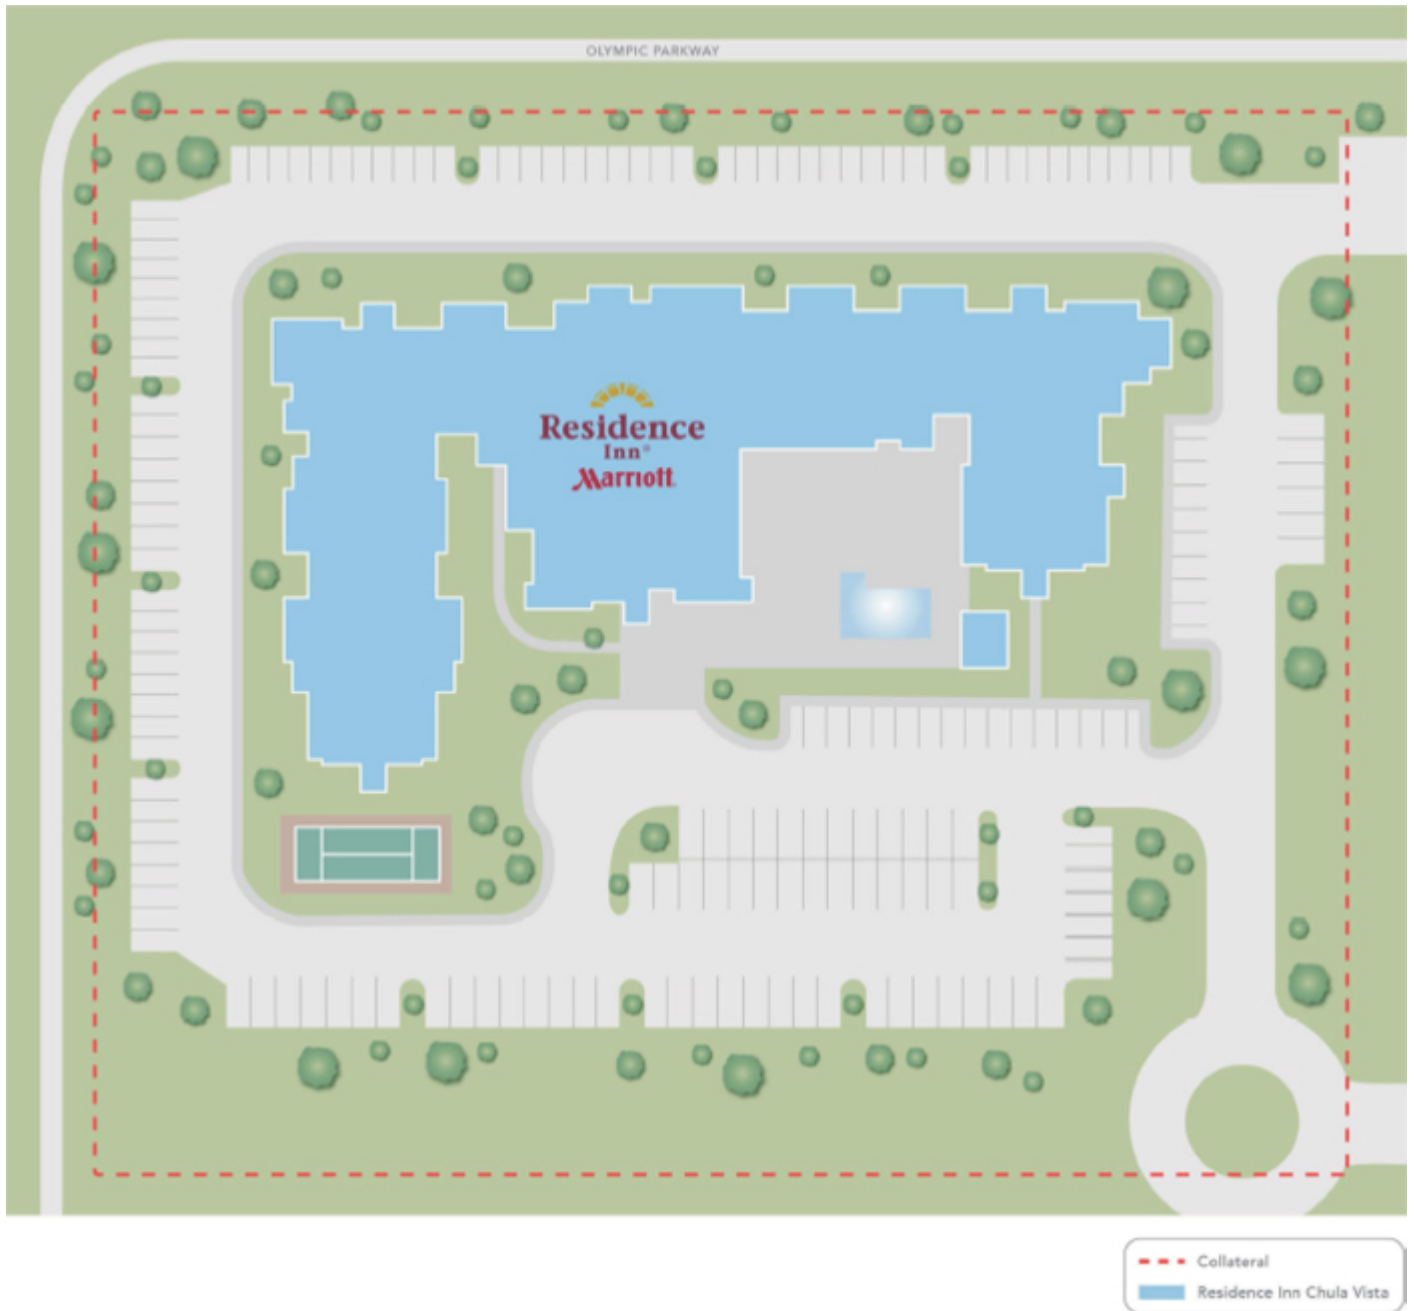 OLYMPIC PARKWAY
Residence
Inn®
Marriott
Collateral
Residence Inn Chula Vista